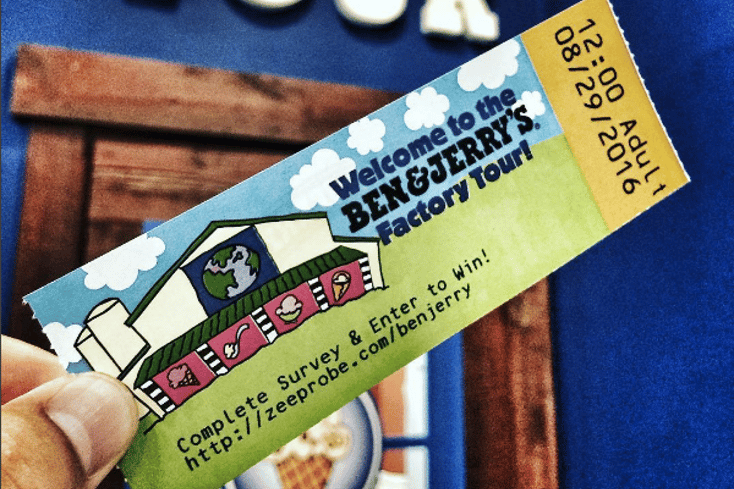 Welcome to the
BEN & JERRY'S®
Factory Tour!
Complete Survey & Enter to Win!
http://zeeprobe.com/benjerry
12:00 Adult
08/29/2016